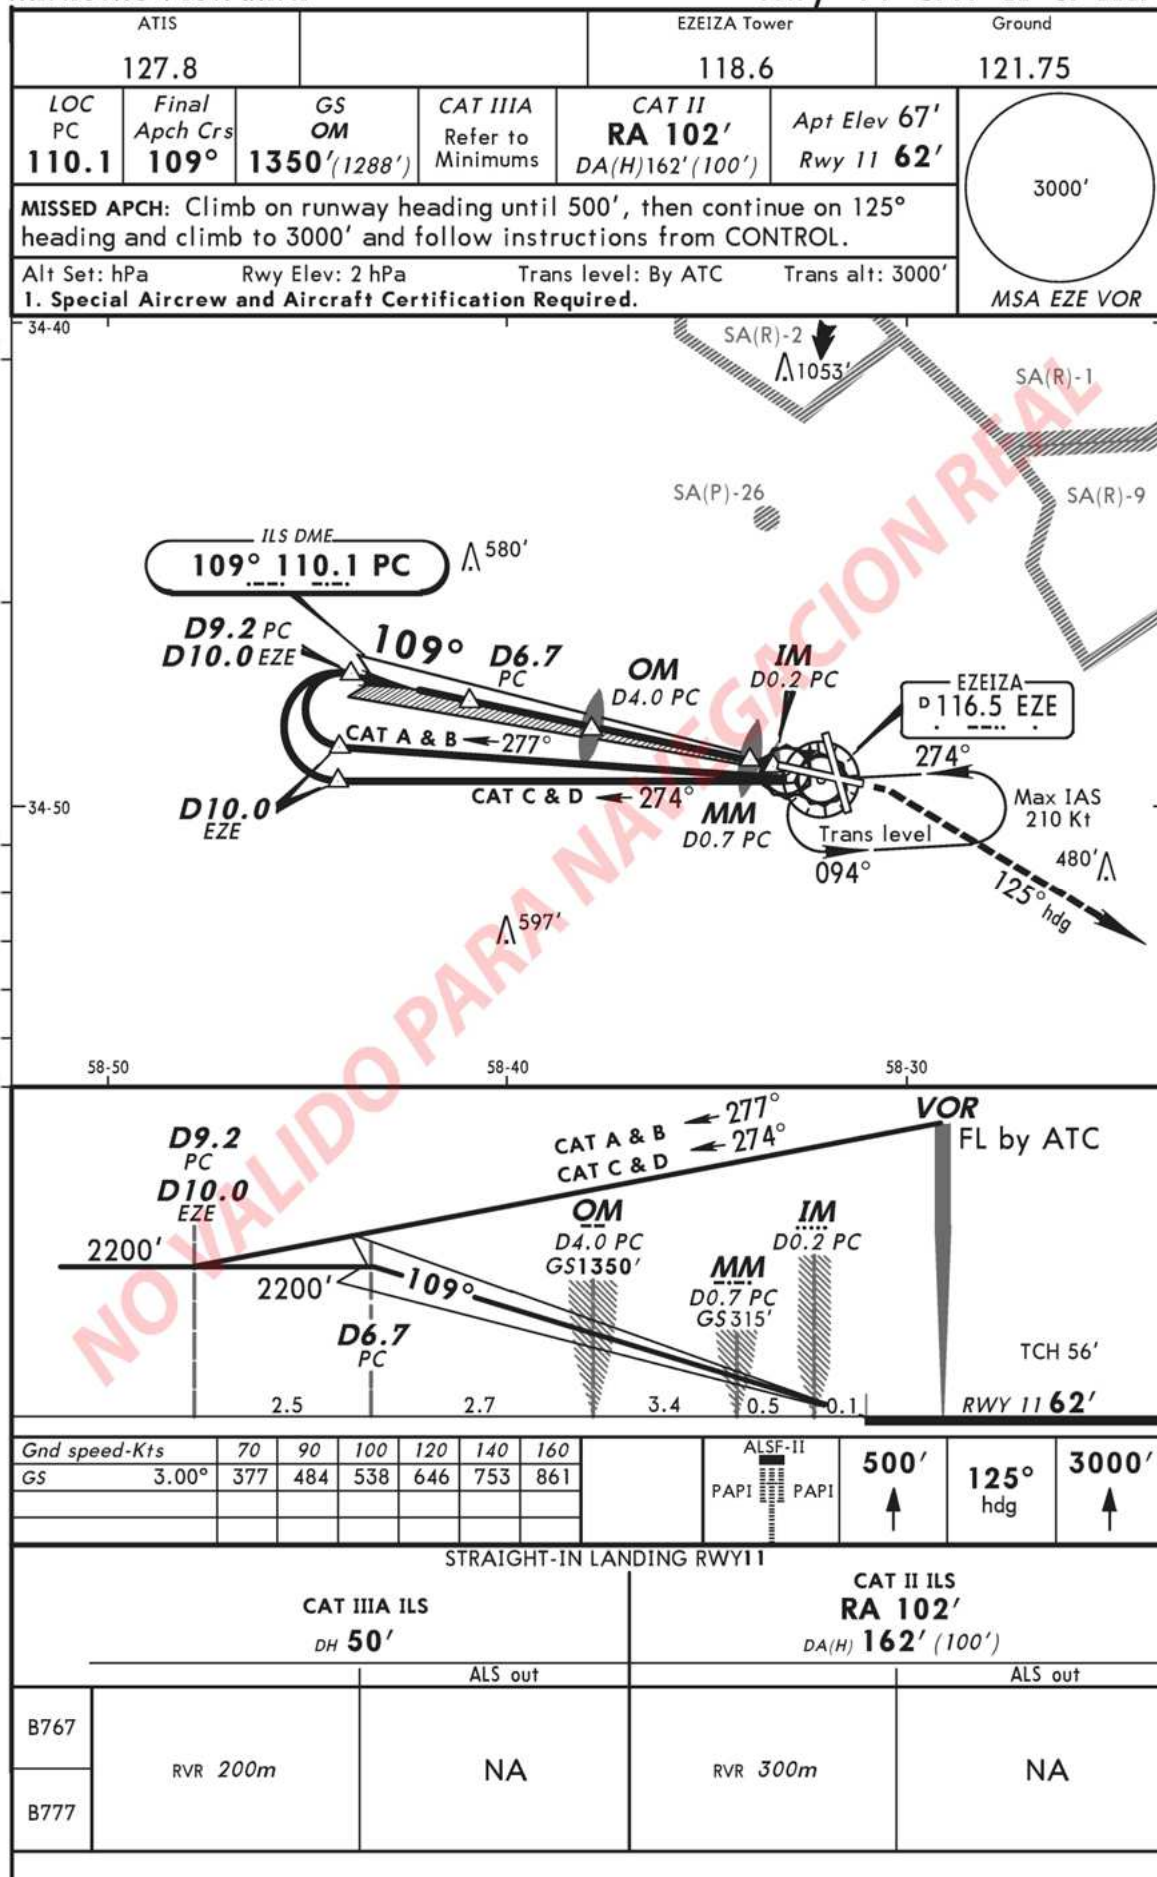 ATIS
127.8
EZEIZA Tower
118.6
Ground
121.75
LOC
PC
110.1
Final
Apch Crs
109°
GS
OM
1350'(1288')
CAT IIIA
Refer to
Minimums
CAT II
RA 102'
DA(H)162'(100')
Apt Elev 67'
Rwy 11 62'
3000'
MSA EZE VOR
MISSED APCH: Climb on runway heading until 500', then continue on 125°
heading and climb to 3000' and follow instructions from CONTROL.
Alt Set: hPa Rwy Elev: 2 hPa Trans level: By ATC Trans alt: 3000'
1. Special Aircrew and Aircraft Certification Required.
34-40
SA(R)-2
1053'
SA(R)-1
SA(P)-26
SA(R)-9
ILS DME
109° 110.1 PC
580'
D9.2 PC
D10.0 EZE
109°
D6.7
PC
OM
D4.0 PC
IM
D0.2 PC
EZEIZA
D 116.5 EZE
CAT A & B 277°
274°
34-50
D10.0
EZE
CAT C & D 274°
MM
D0.7 PC
Trans level
094°
Max IAS
210 Kt
480'
125° hdg
597'
NO VALIDO PARA NAVEGACION REAL
58-50
58-40
58-30
D9.2
PC
D10.0
EZE
CAT A & B 277°
CAT C & D 274°
VOR
FL by ATC
2200'
2200'
109°
D6.7
PC
OM
D4.0 PC
GS1350'
MM
D0.7 PC
GS315'
IM
D0.2 PC
TCH 56'
2.5
2.7
3.4
0.5
0.1
RWY 11 62'
Gnd speed-Kts 70 90 100 120 140 160
GS 3.00° 377 484 538 646 753 861
ALSF-II
PAPI PAPI
500'
125°
hdg
3000'
STRAIGHT-IN LANDING RWY11
CAT IIIA ILS
DH 50'
CAT II ILS
RA 102'
DA(H) 162' (100')
ALS out
ALS out
B767
B777
RVR 200m
NA
RVR 300m
NA